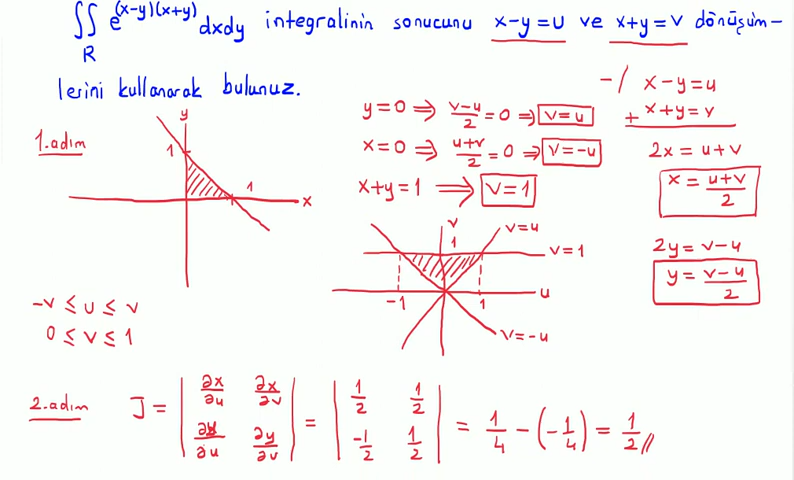 ∬ e^(x-y)(x+y) dxdy integralinin sonucunu x-y=u ve x+y=v dönüşüm-
R
lerini kullanarak bulunuz.
1.adım
y
1
1
x
y=0 ⇒ (v-u)/2=0 ⇒ v=u
x=0 ⇒ (u+v)/2=0 ⇒ v=-u
x+y=1 ⇒ v=1
-/ x-y=u
+ x+y=v
2x=u+v
x=(u+v)/2
2y=v-u
y=(v-u)/2
v
v=u
1
v=1
-1
1
u
v=-u
-v ≤ u ≤ v
0 ≤ v ≤ 1
2.adım J = |∂x/∂u ∂x/∂v| = |1/2 1/2| = 1/4 - (-1/4) = 1/2 //
|∂y/∂u ∂y/∂v| |-1/2 1/2|